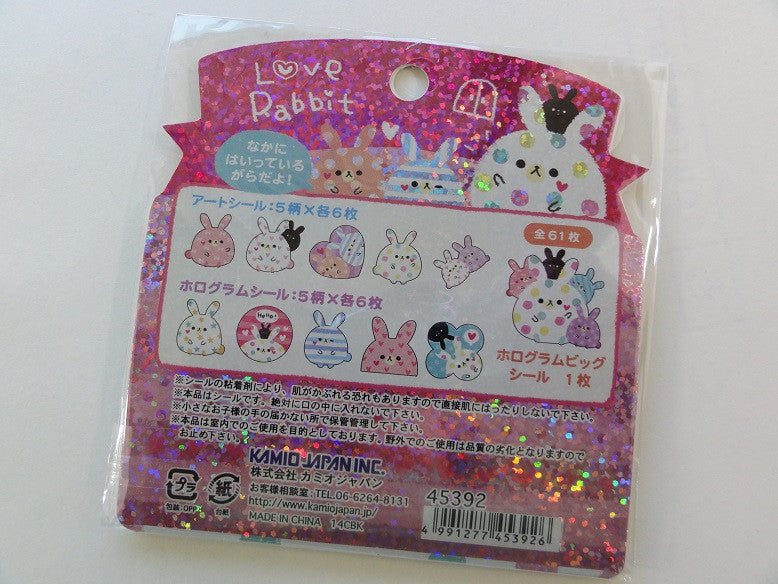 Love
Rabbit
なかに
はいっている
がらだよ!
アートシール:5柄×各6枚
全61枚
ホログラムシール:5柄×各6枚
Hello!
ホログラムビッグ
シール 1枚
※シールの粘着剤により、肌がかぶれる恐れもありますので直接肌にはったりしないで下さい。
※本品はシールです。絶対に口の中に入れないで下さい。
※小さなお子様の手の届かない所で保管管理して下さい。
※本品は室内でのご使用を目的としております。野外でのご使用は品質の劣化となりますので
お止め下さい。
KAMIO JAPAN INC.
株式会社 カミオジャパン
お客様相談室:TEL.06-6264-8131
http://www.kamiojapan.jp/
MADE IN CHINA 14CBK
プラ
包装:OPP
紙
台紙
45392
4 991277 453926